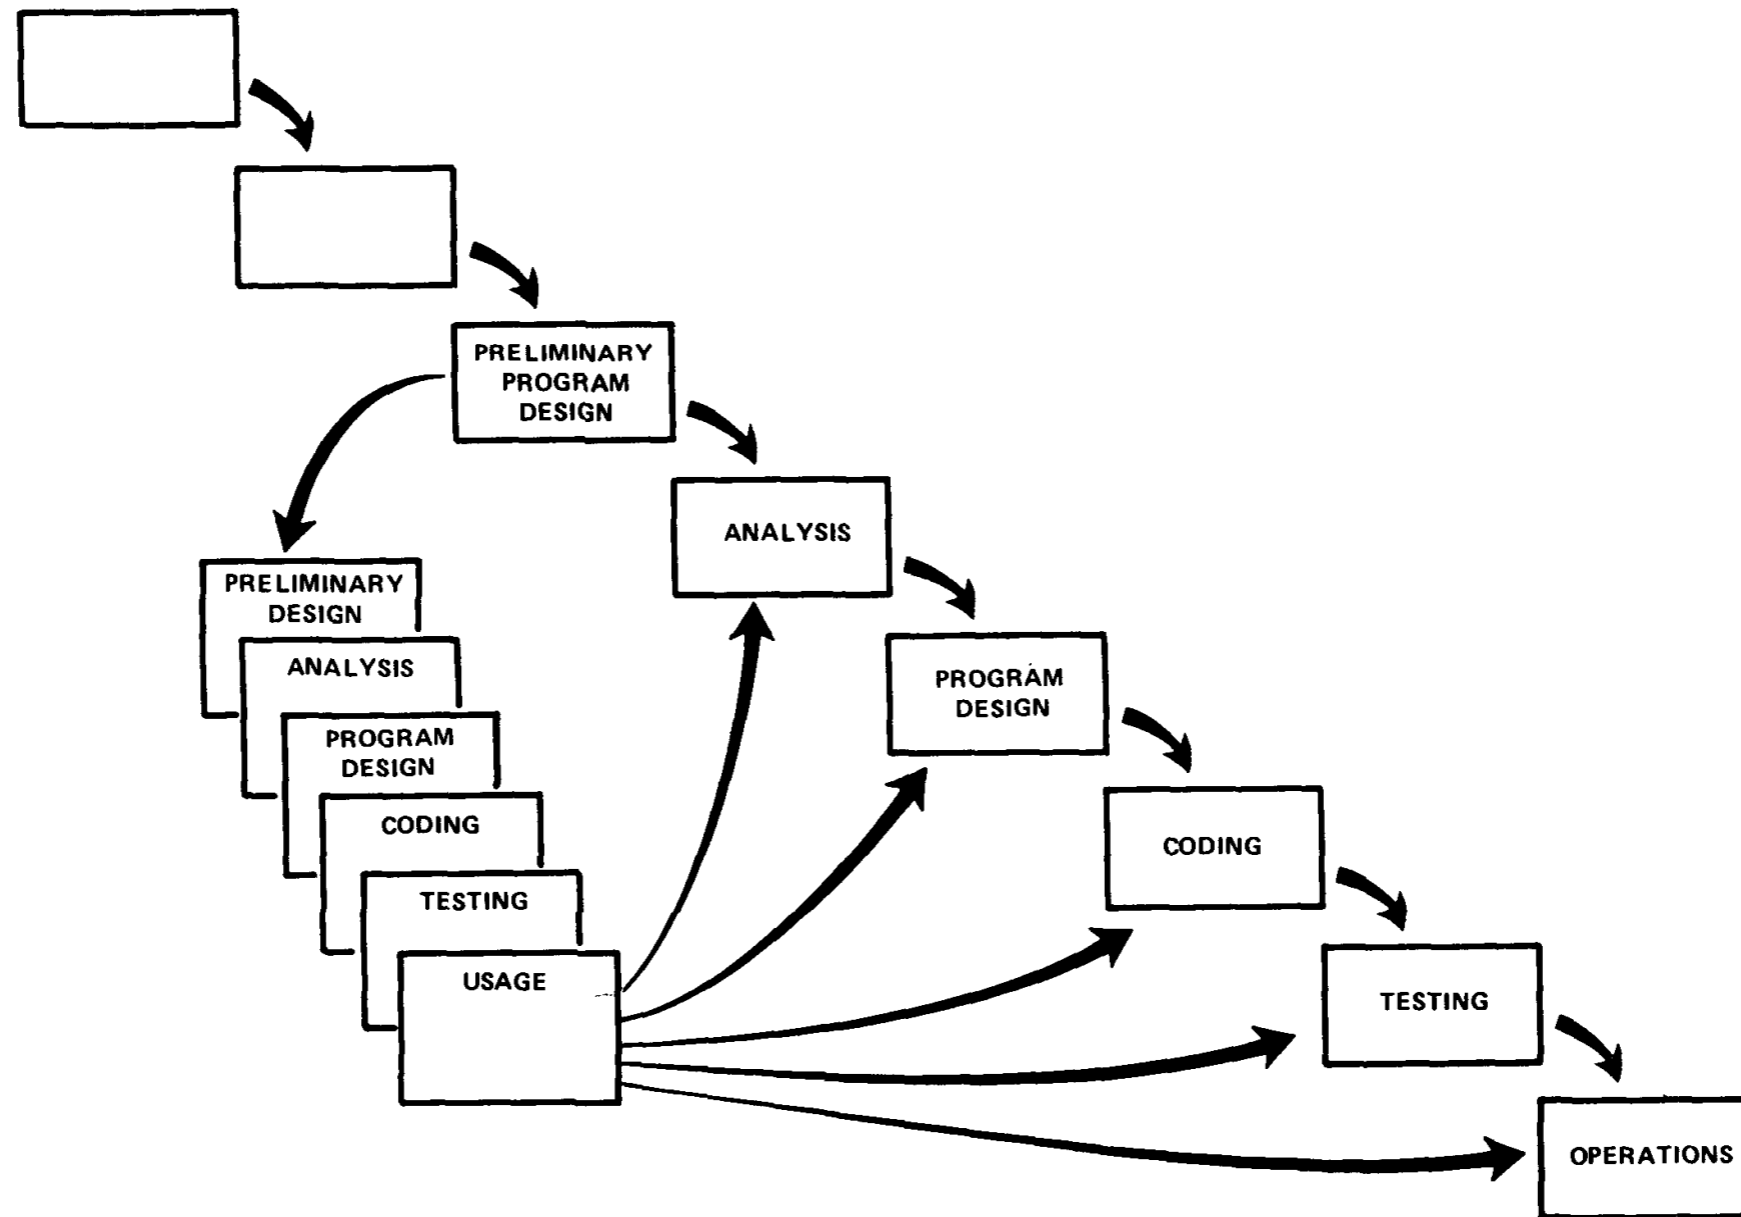 PRELIMINARY
PROGRAM
DESIGN
ANALYSIS
PROGRAM
DESIGN
CODING
TESTING
OPERATIONS
PRELIMINARY
DESIGN
ANALYSIS
PROGRAM
DESIGN
CODING
TESTING
USAGE